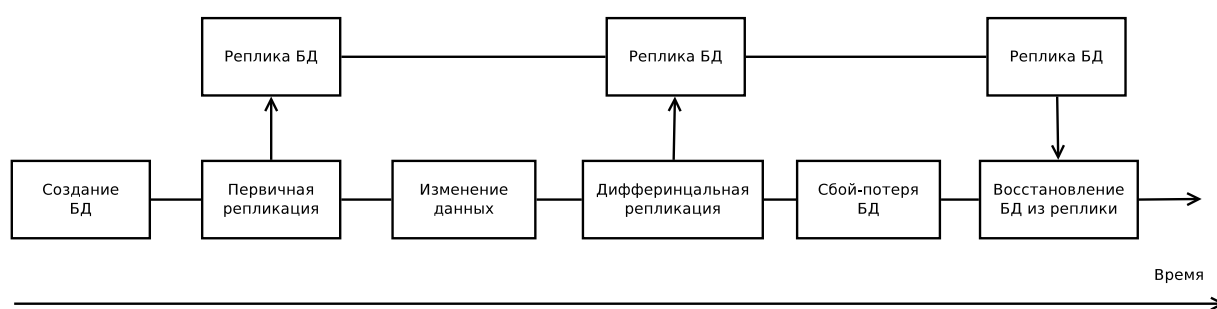 Реплика БД
Реплика БД
Реплика БД
Создание
БД
Первичная
репликация
Изменение
данных
Дифферинцальная
репликация
Сбой-потеря
БД
Восстановление
БД из реплики
Время